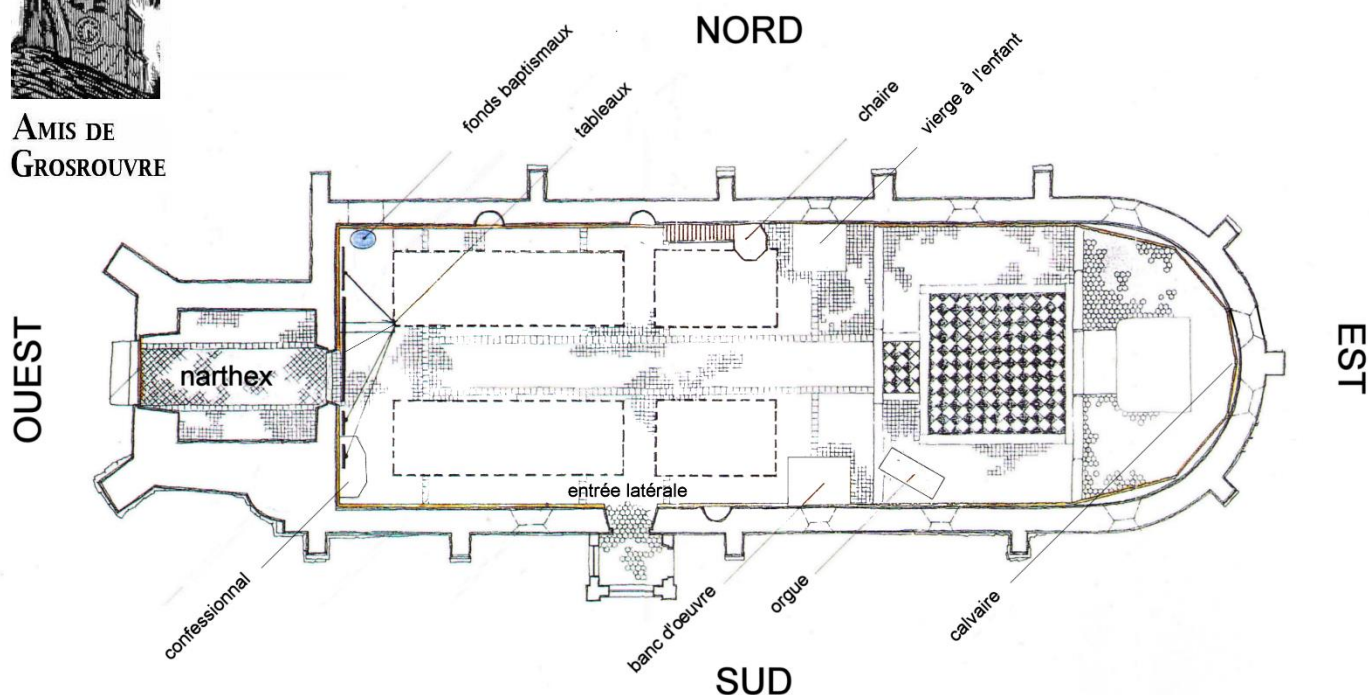 AMIS DE
GROSROUVRE
NORD
fonds baptismaux
tableaux
chaire
vierge à l'enfant
OUEST
narthex
EST
entrée latérale
confessionnal
banc d'oeuvre
orgue
calvaire
SUD